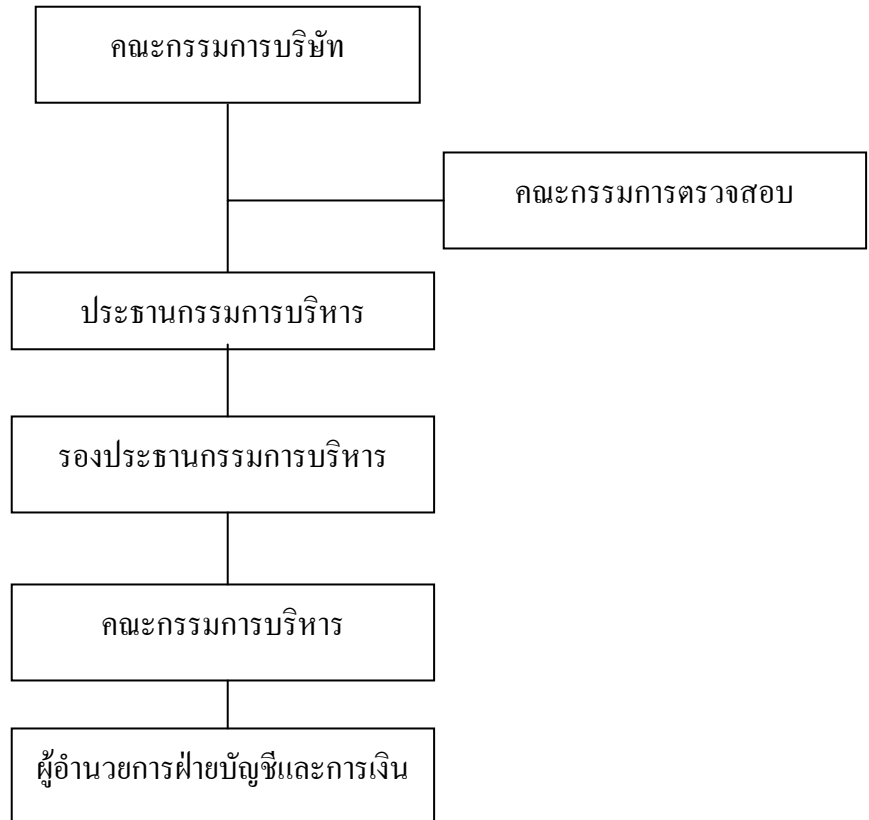 คณะกรรมการบริษัท
คณะกรรมการตรวจสอบ
ประธานกรรมการบริหาร
รองประธานกรรมการบริหาร
คณะกรรมการบริหาร
ผู้อำนวยการฝ่ายบัญชีและการเงิน